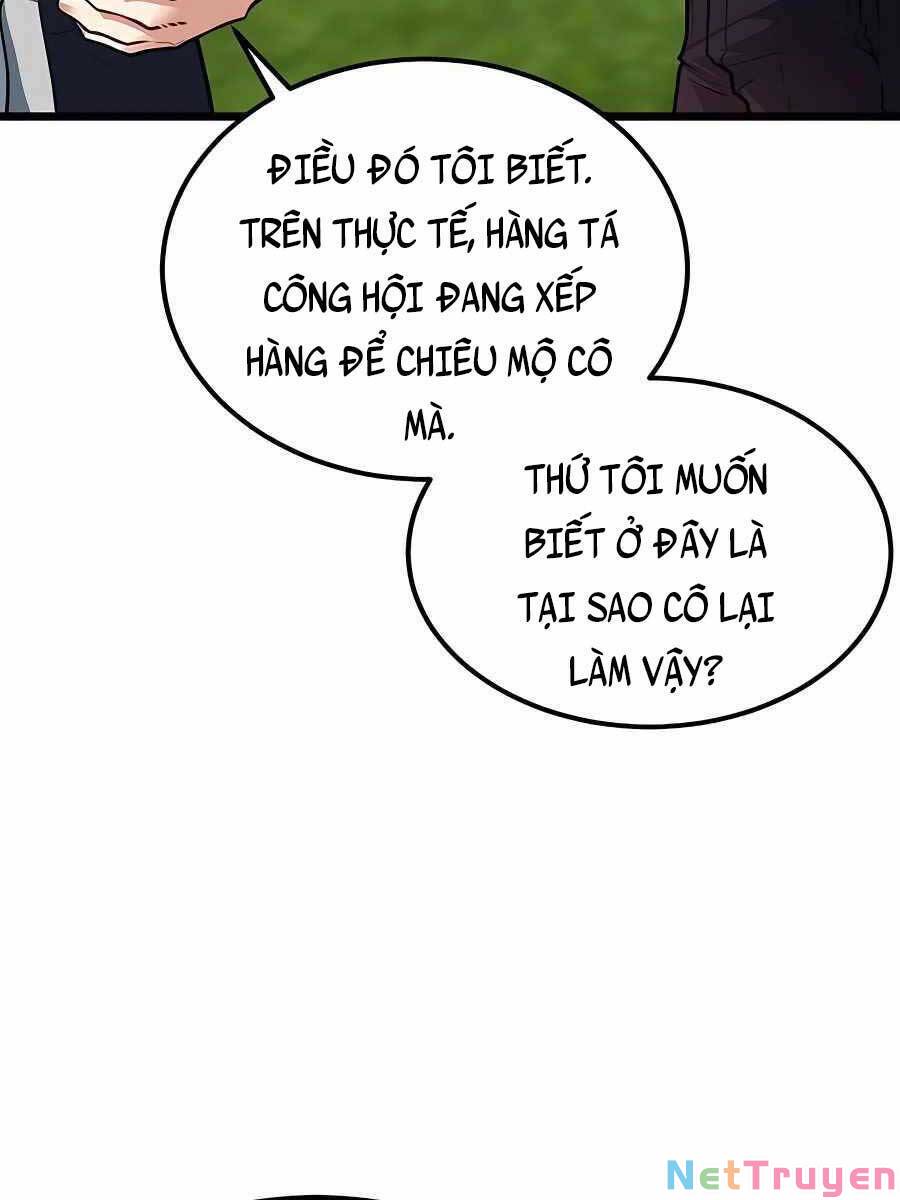 ĐIỀU ĐÓ TÔI BIẾT.
TRÊN THỰC TẾ, HÀNG TÁ
CÔNG HỘI ĐANG XẾP
HÀNG ĐỂ CHIÊU MỘ CÔ
MÀ.
THỨ TÔI MUỐN
BIẾT Ở ĐÂY LÀ
TẠI SAO CÔ LẠI
LÀM VẬY?
NetTruyen